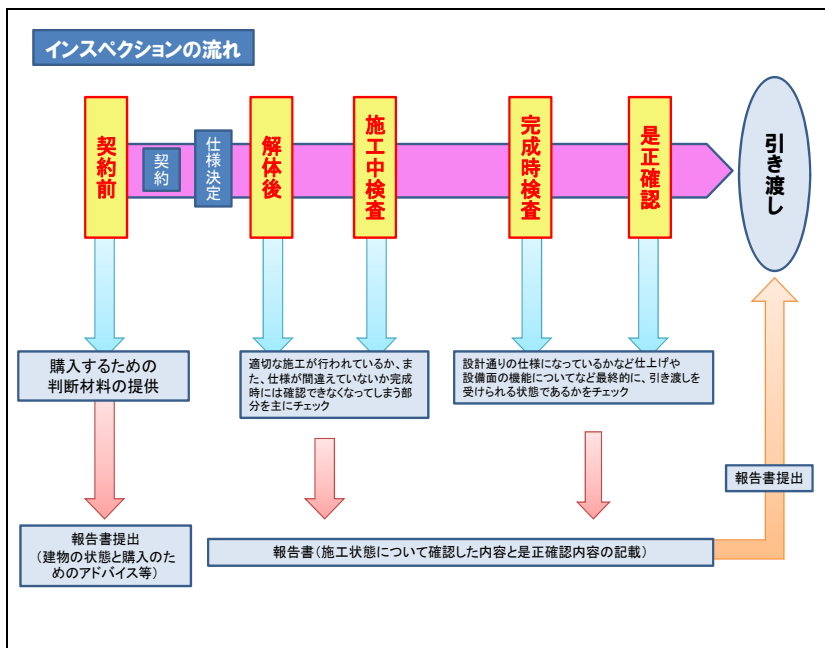 インスペクションの流れ
契約前
契約
仕様決定
解体後
施工中検査
完成時検査
是正確認
引き渡し
購入するための
判断材料の提供
適切な施工が行われているか、ま
た、仕様が間違えていないか完成
時には確認できなくなってしまう部
分を主にチェック
設計通りの仕様になっているかなど仕上げや
設備面の機能についてなど最終的に、引き渡しを
受けられる状態であるかをチェック
報告書提出
報告書提出
(建物の状態と購入のた
めのアドバイス等)
報告書(施工状態について確認した内容と是正確認内容の記載)